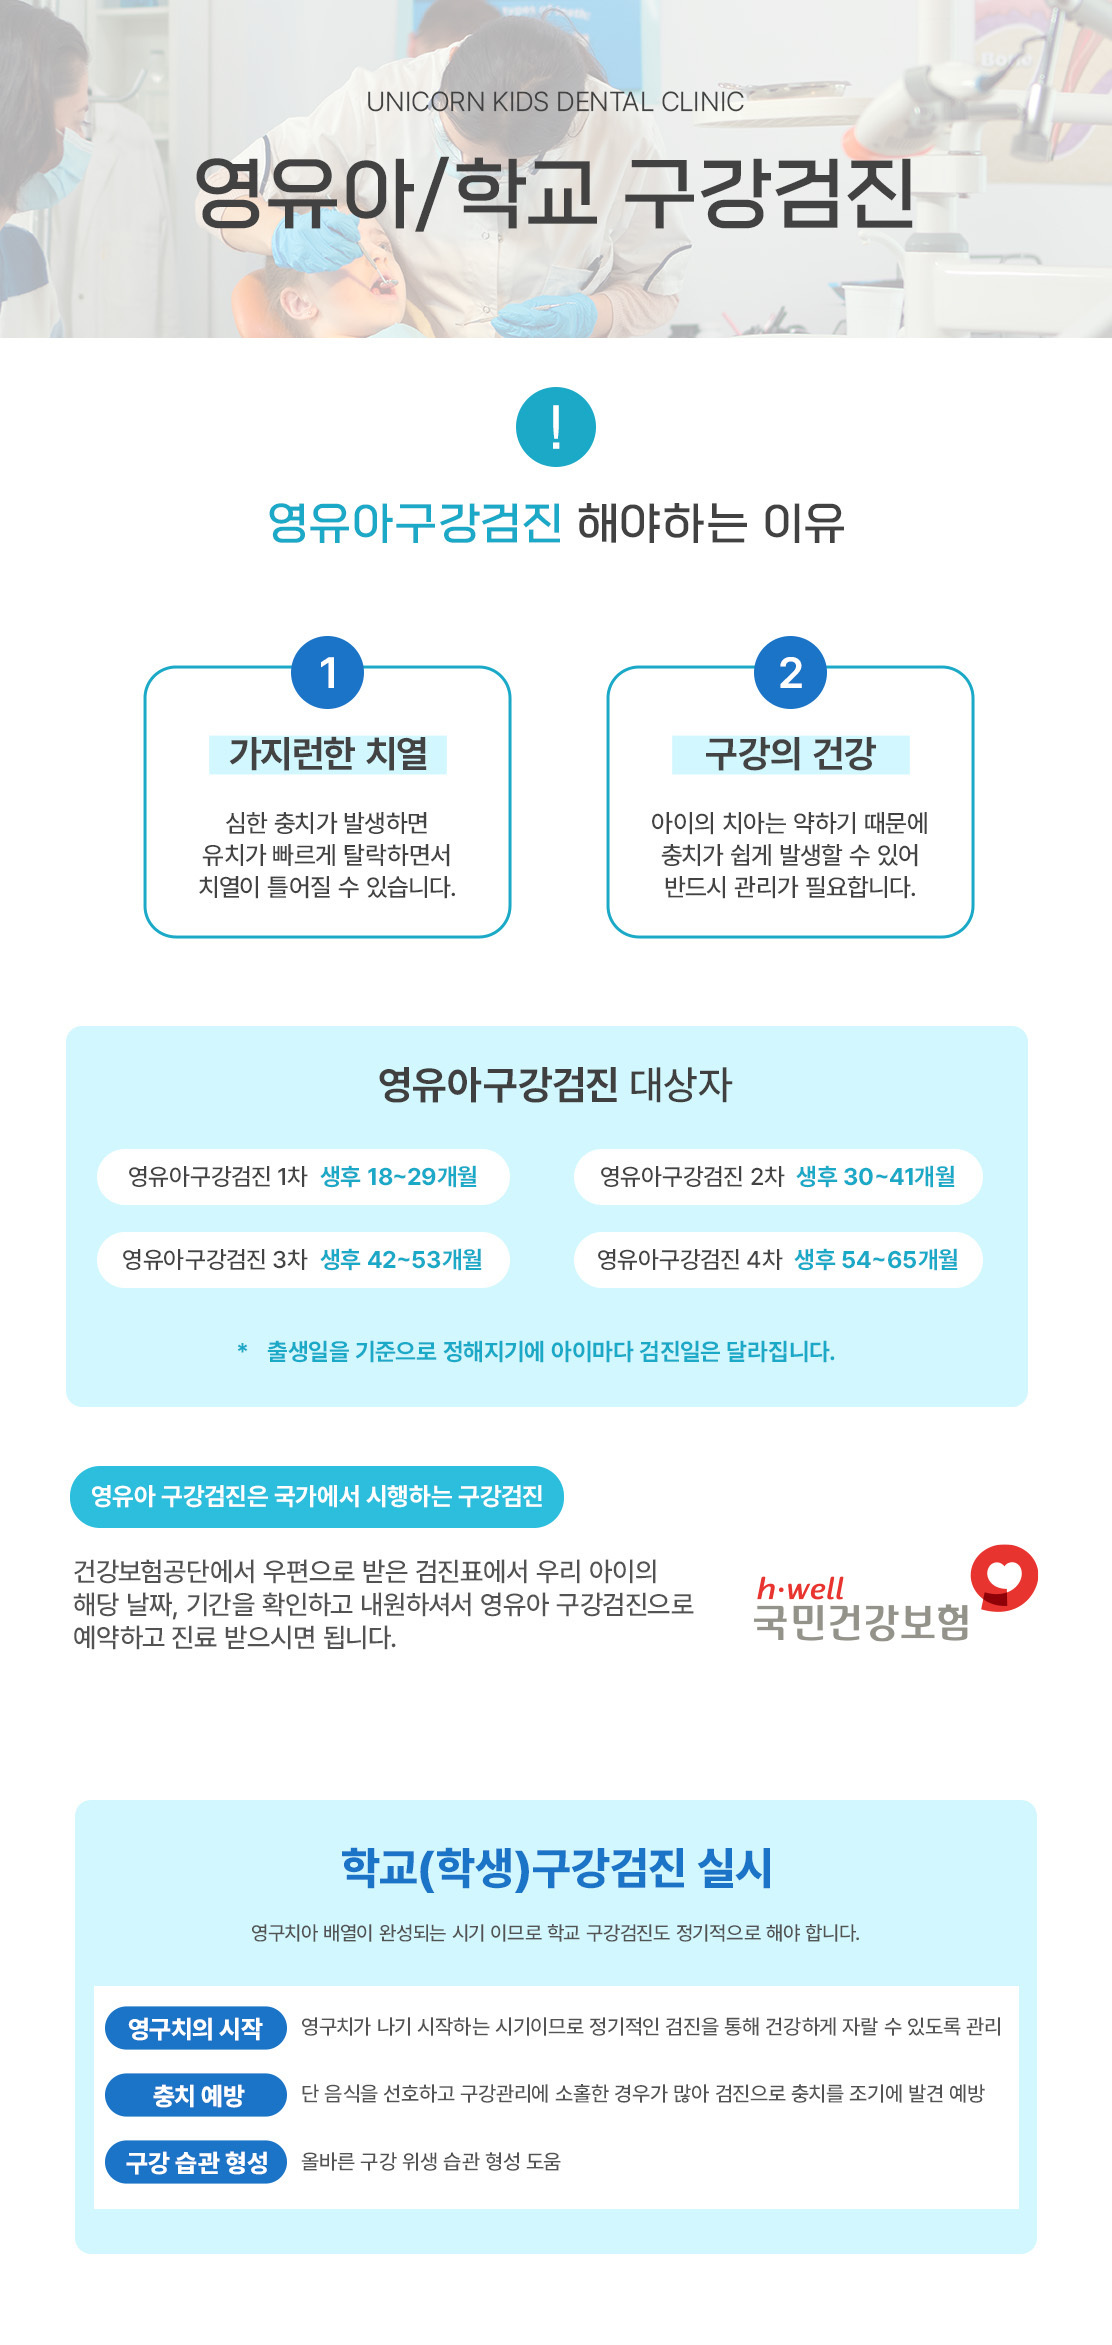 UNICORN KIDS DENTAL CLINIC
영유아/학교 구강검진
!
영유아구강검진 해야하는 이유
1
가지런한 치열
심한 충치가 발생하면
유치가 빠르게 탈락하면서
치열이 틀어질 수 있습니다.
2
구강의 건강
아이의 치아는 약하기 때문에
충치가 쉽게 발생할 수 있어
반드시 관리가 필요합니다.
영유아구강검진 대상자
영유아구강검진 1차 생후 18~29개월
영유아구강검진 2차 생후 30~41개월
영유아구강검진 3차 생후 42~53개월
영유아구강검진 4차 생후 54~65개월
* 출생일을 기준으로 정해지기에 아이마다 검진일은 달라집니다.
영유아 구강검진은 국가에서 시행하는 구강검진
건강보험공단에서 우편으로 받은 검진표에서 우리 아이의
해당 날짜, 기간을 확인하고 내원하셔서 영유아 구강검진으로
예약하고 진료 받으시면 됩니다.
h·well
국민건강보험
학교(학생)구강검진 실시
영구치아 배열이 완성되는 시기 이므로 학교 구강검진도 정기적으로 해야 합니다.
영구치의 시작 영구치가 나기 시작하는 시기이므로 정기적인 검진을 통해 건강하게 자랄 수 있도록 관리
충치 예방 단 음식을 선호하고 구강관리에 소홀한 경우가 많아 검진으로 충치를 조기에 발견 예방
구강 습관 형성 올바른 구강 위생 습관 형성 도움